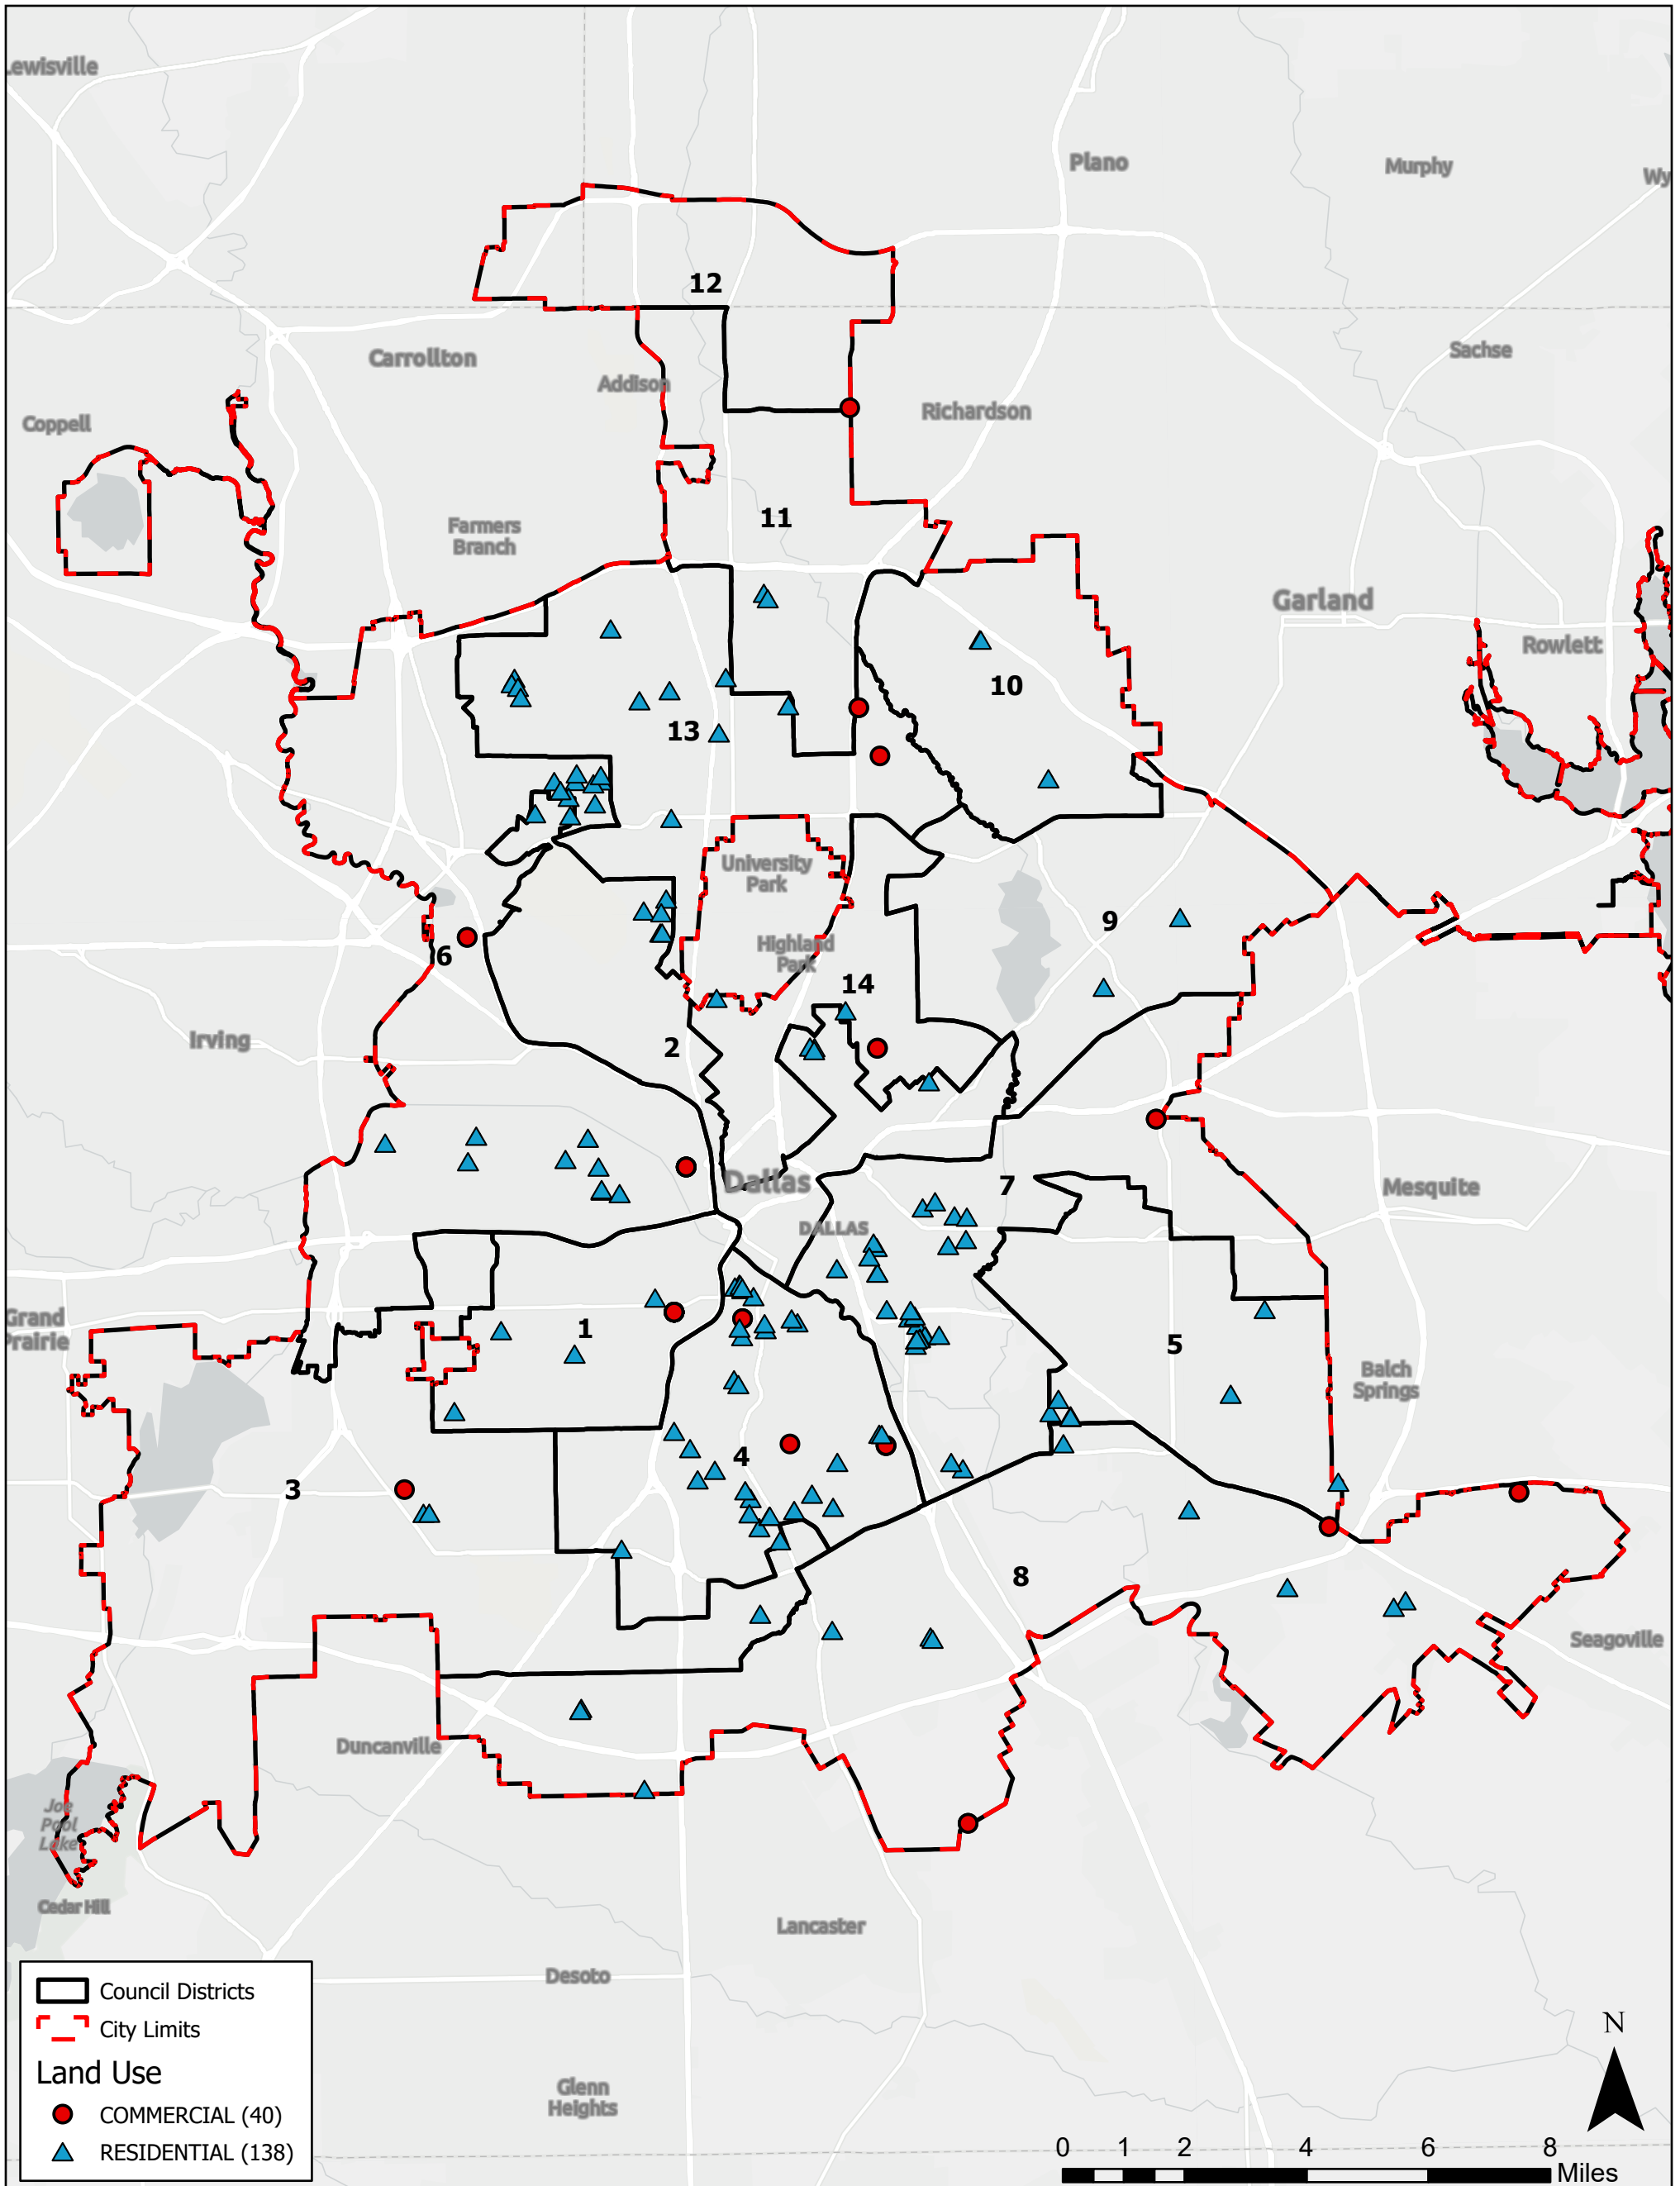 Lewisville
Plano
Murphy
Wy
12
Carrollton
Sachse
Addison
Coppell
Richardson
11
Farmers
Branch
Garland
Rowlett
10
13
University
Park
9
Highland
Park
6
14
Irving
2
Dallas
7
Mesquite
DALLAS
Grand
Prairie
1
5
Balch
Springs
4
3
8
Seagoville
Duncanville
Joe
Pool
Lake
Cedar Hill
Lancaster
Desoto
Glenn
Heights
Council Districts
City Limits
Land Use
COMMERCIAL (40)
RESIDENTIAL (138)
N
0 1 2 4 6 8
Miles